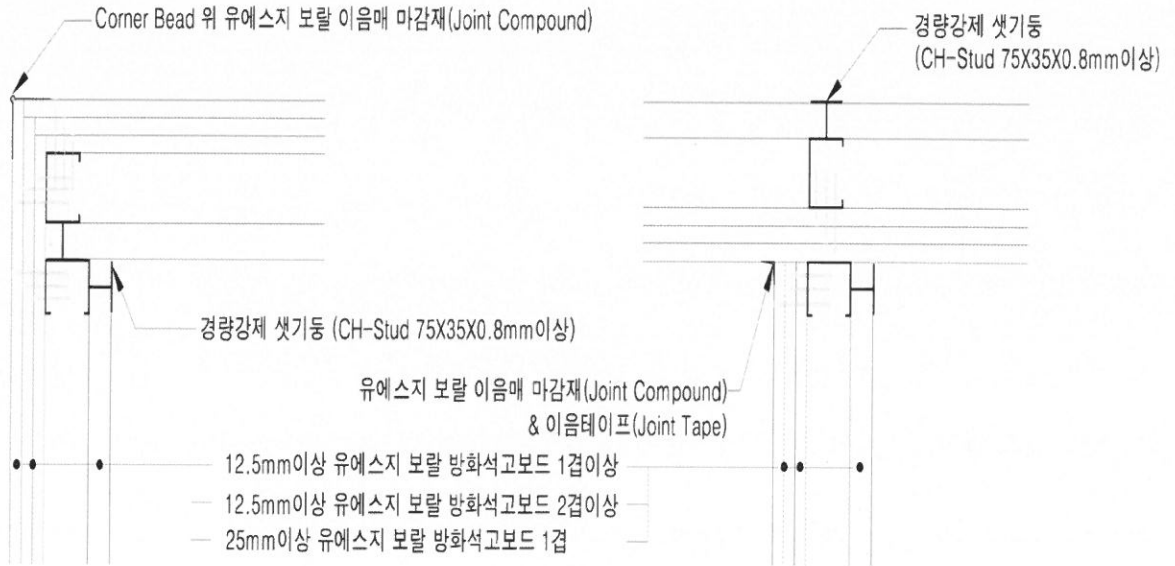 Corner Bead 위 유에스지 보랄 이음매 마감재(Joint Compound)
경량강제 샛기둥
(CH-Stud 75X35X0.8mm이상)
경량강제 샛기둥 (CH-Stud 75X35X0.8mm이상)
유에스지 보랄 이음매 마감재(Joint Compound)
& 이음테이프(Joint Tape)
12.5mm이상 유에스지 보랄 방화석고보드 1겹이상
12.5mm이상 유에스지 보랄 방화석고보드 2겹이상
25mm이상 유에스지 보랄 방화석고보드 1겹